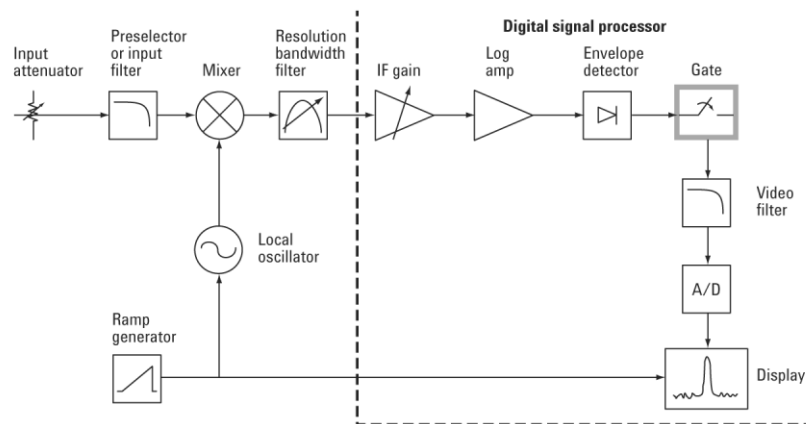 Digital signal processor
Input
attenuator
Preselector
or input
filter
Mixer
Resolution
bandwidth
filter
IF gain
Log
amp
Envelope
detector
Gate
Local
oscillator
Video
filter
A/D
Ramp
generator
Display